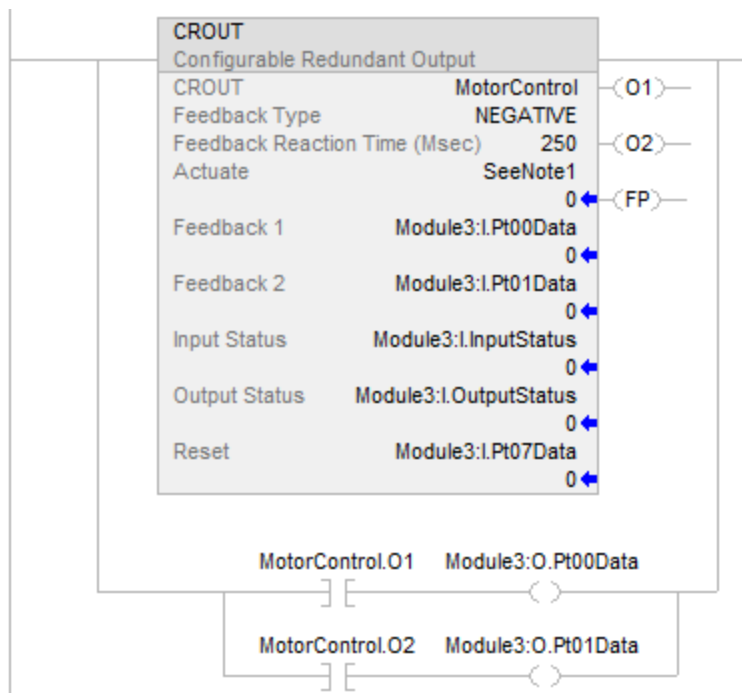 CROUT
Configurable Redundant Output
CROUT MotorControl O1
Feedback Type NEGATIVE
Feedback Reaction Time (Msec) 250 O2
Actuate SeeNote1
0 FP
Feedback 1 Module3:I.Pt00Data
0
Feedback 2 Module3:I.Pt01Data
0
Input Status Module3:I.InputStatus
0
Output Status Module3:I.OutputStatus
0
Reset Module3:I.Pt07Data
0
MotorControl.O1 Module3:O.Pt00Data
MotorControl.O2 Module3:O.Pt01Data